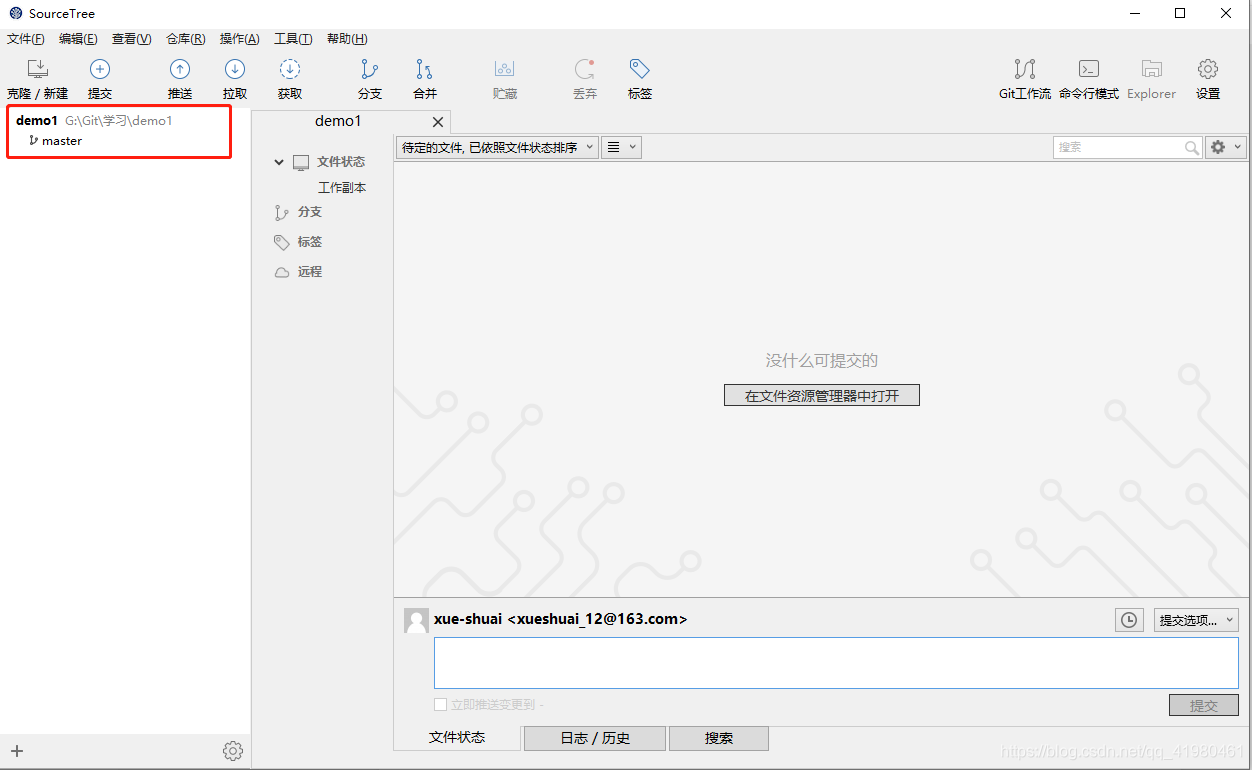 SourceTree
文件(F) 编辑(E) 查看(V) 仓库(R) 操作(A) 工具(T) 帮助(H)
克隆 / 新建 提交 推送 拉取 获取 分支 合并 贮藏 丢弃 标签 Git工作流 命令行模式 Explorer 设置
demo1 G:\Git\学习\demo1
master
demo1
待定的文件, 已依照文件状态排序
搜索
文件状态
工作副本
分支
标签
远程
没什么可提交的
在文件资源管理器中打开
xue-shuai <xueshuai_12@163.com>
提交选项...
立即推送变更到 -
提交
文件状态 日志 / 历史 搜索
https://blog.csdn.net/qq_41980461